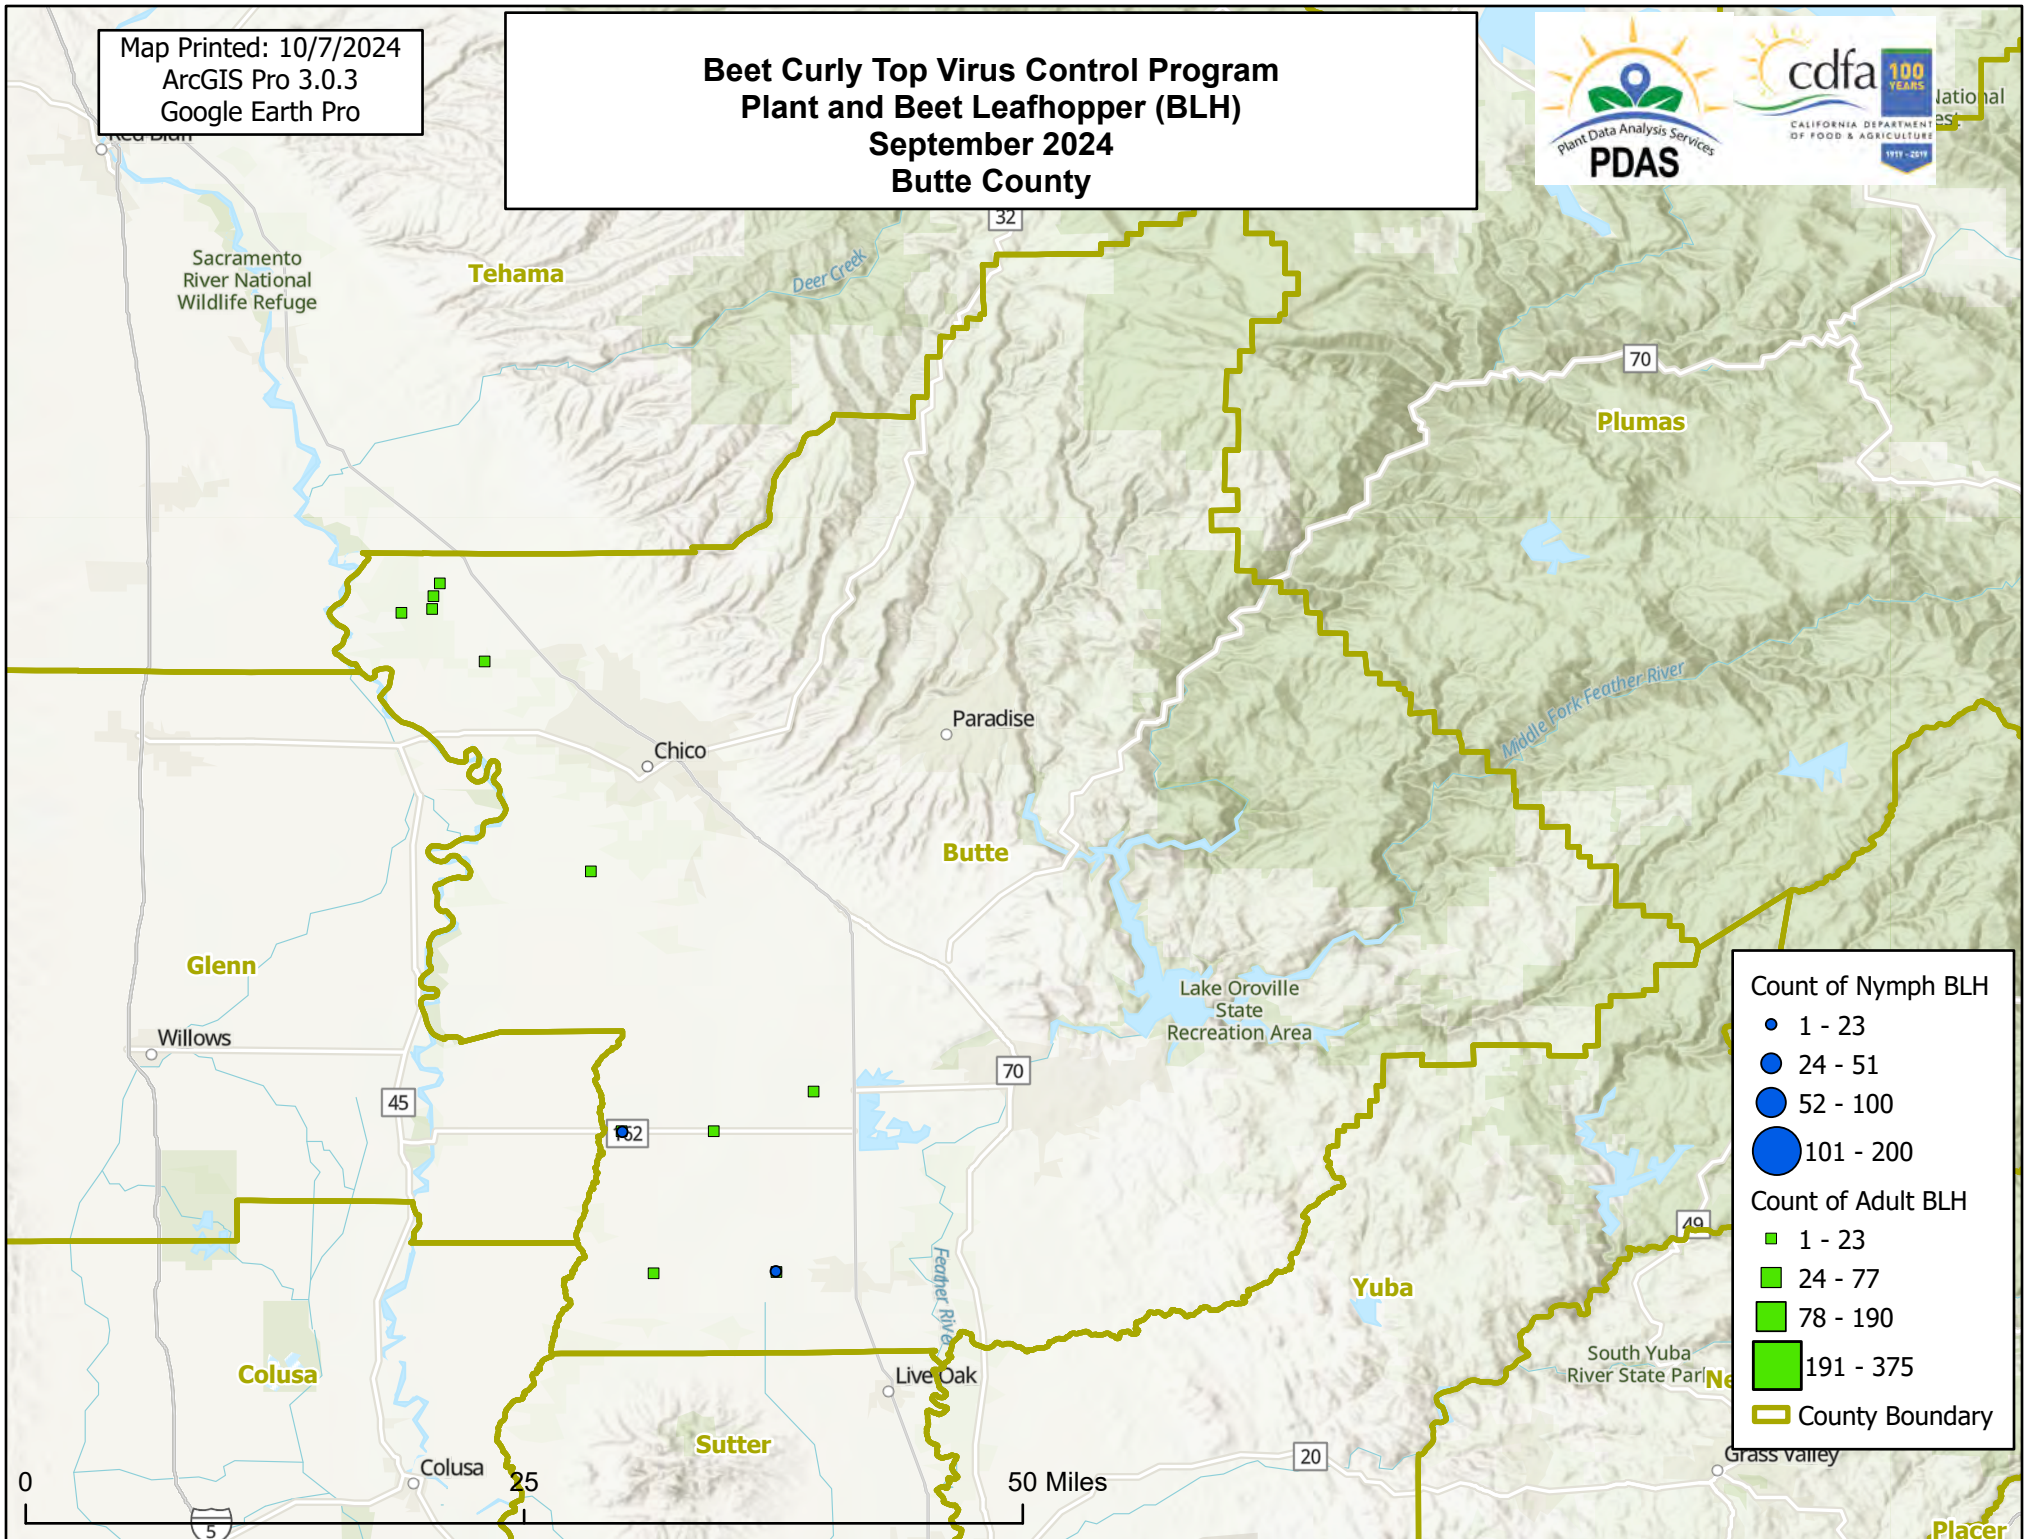 Map Printed: 10/7/2024
ArcGIS Pro 3.0.3
Google Earth Pro
Beet Curly Top Virus Control Program
Plant and Beet Leafhopper (BLH)
September 2024
Butte County
Plant Data Analysis Services
PDAS
cdfa
100
YEARS
CALIFORNIA DEPARTMENT
OF FOOD & AGRICULTURE
1919 - 2019
National
Red Bluff
32
Sacramento
River National
Wildlife Refuge
Tehama
Deer Creek
70
Plumas
Middle Fork Feather River
Paradise
Chico
Butte
Glenn
Lake Oroville
State
Recreation Area
Willows
70
45
162
49
Feather River
Yuba
South Yuba
River State Park
Colusa
Live Oak
Sutter
Colusa
20
Grass Valley
Placer
5
0
25
50 Miles
Count of Nymph BLH
1 - 23
24 - 51
52 - 100
101 - 200
Count of Adult BLH
1 - 23
24 - 77
78 - 190
191 - 375
County Boundary